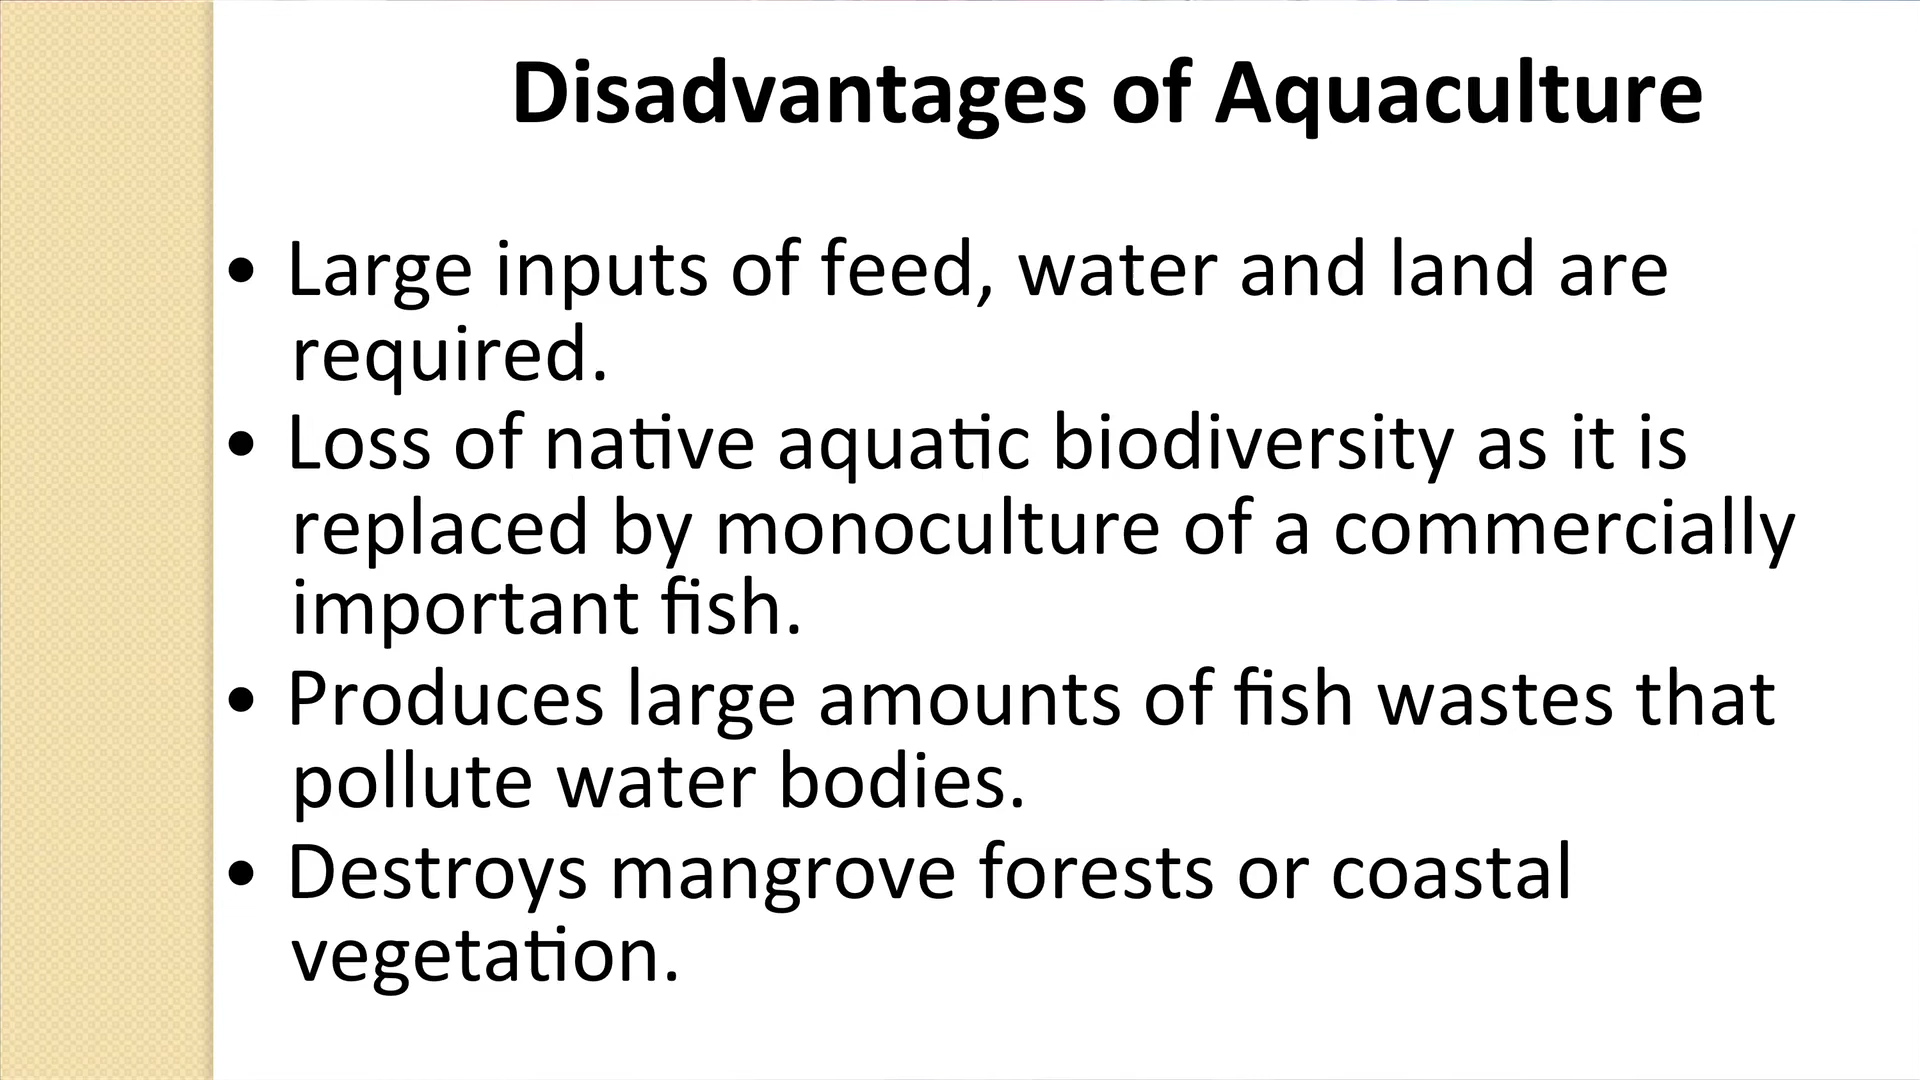 Disadvantages of Aquaculture
• Large inputs of feed, water and land are
required.
• Loss of native aquatic biodiversity as it is
replaced by monoculture of a commercially
important fish.
• Produces large amounts of fish wastes that
pollute water bodies.
• Destroys mangrove forests or coastal
vegetation.